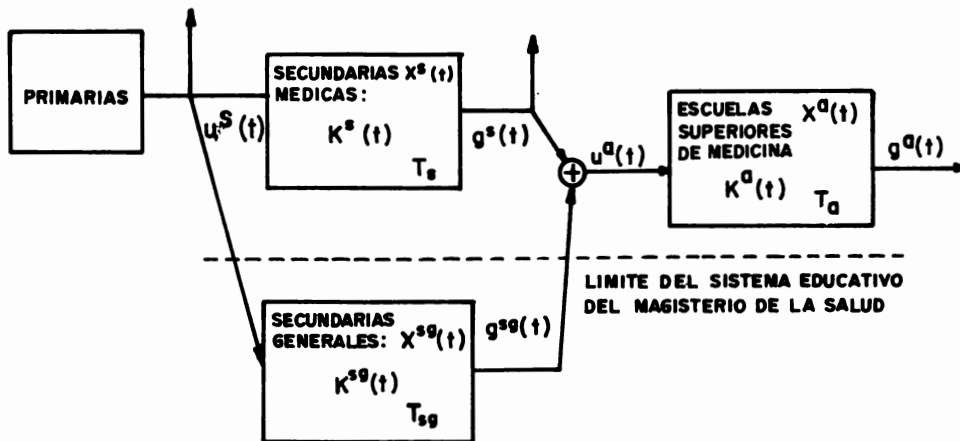 PRIMARIAS
u^s(t)
SECUNDARIAS X^s(t)
MEDICAS:
K^s(t)
T_s
g^s(t)
u^a(t)
ESCUELAS
SUPERIORES X^a(t)
DE MEDICINA
K^a(t)
T_a
g^a(t)
LIMITE DEL SISTEMA EDUCATIVO
DEL MAGISTERIO DE LA SALUD
SECUNDARIAS
GENERALES: X^sg(t)
K^sg(t)
T_sg
g^sg(t)